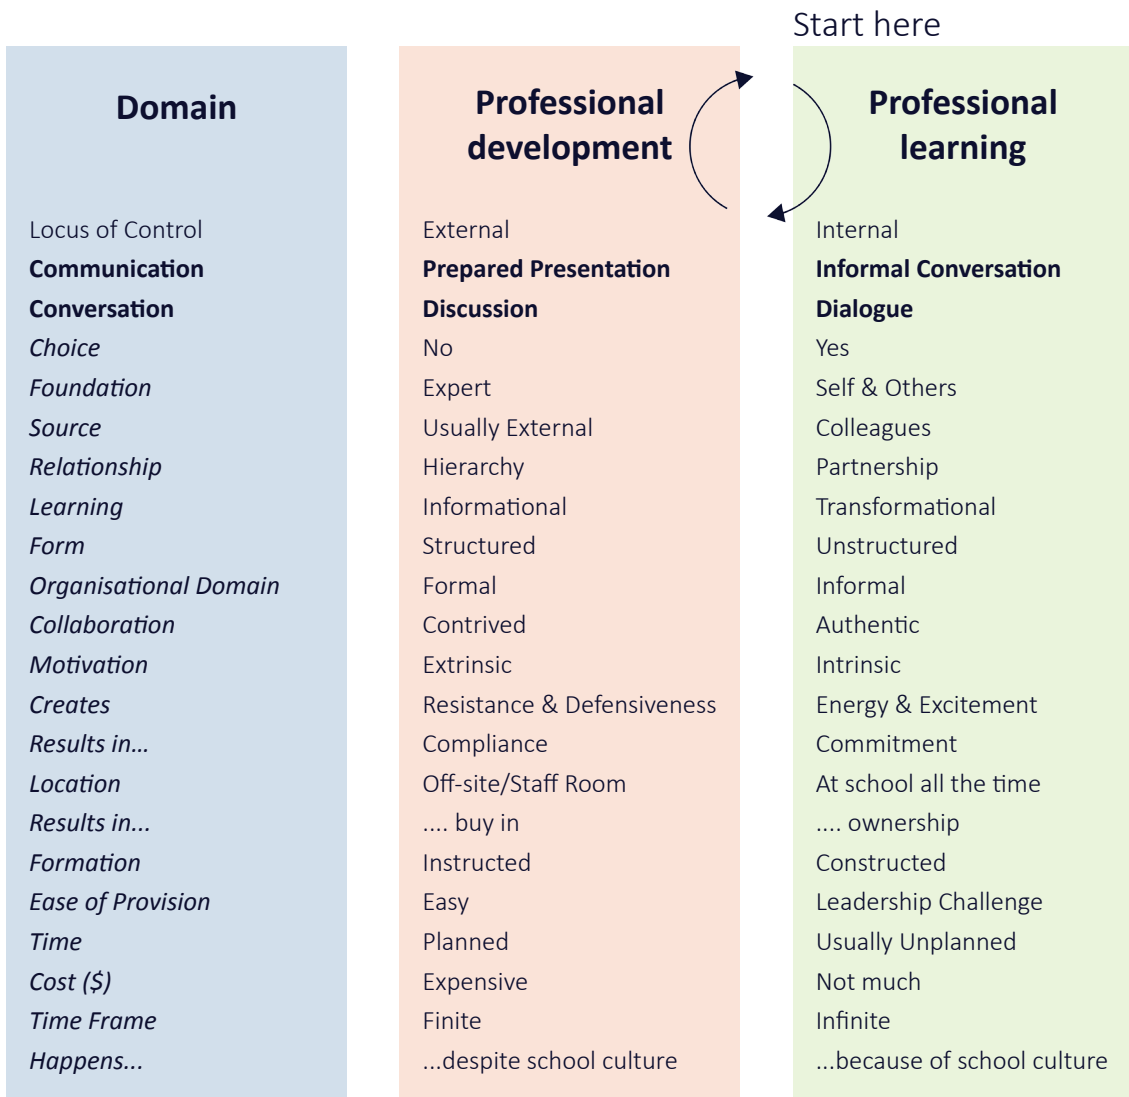 Start here
Domain
Professional
development
Professional
learning
Locus of Control External Internal
Communication Prepared Presentation Informal Conversation
Conversation Discussion Dialogue
Choice No Yes
Foundation Expert Self & Others
Source Usually External Colleagues
Relationship Hierarchy Partnership
Learning Informational Transformational
Form Structured Unstructured
Organisational Domain Formal Informal
Collaboration Contrived Authentic
Motivation Extrinsic Intrinsic
Creates Resistance & Defensiveness Energy & Excitement
Results in... Compliance Commitment
Location Off-site/Staff Room At school all the time
Results in... .... buy in .... ownership
Formation Instructed Constructed
Ease of Provision Easy Leadership Challenge
Time Planned Usually Unplanned
Cost ($) Expensive Not much
Time Frame Finite Infinite
Happens... ...despite school culture ...because of school culture